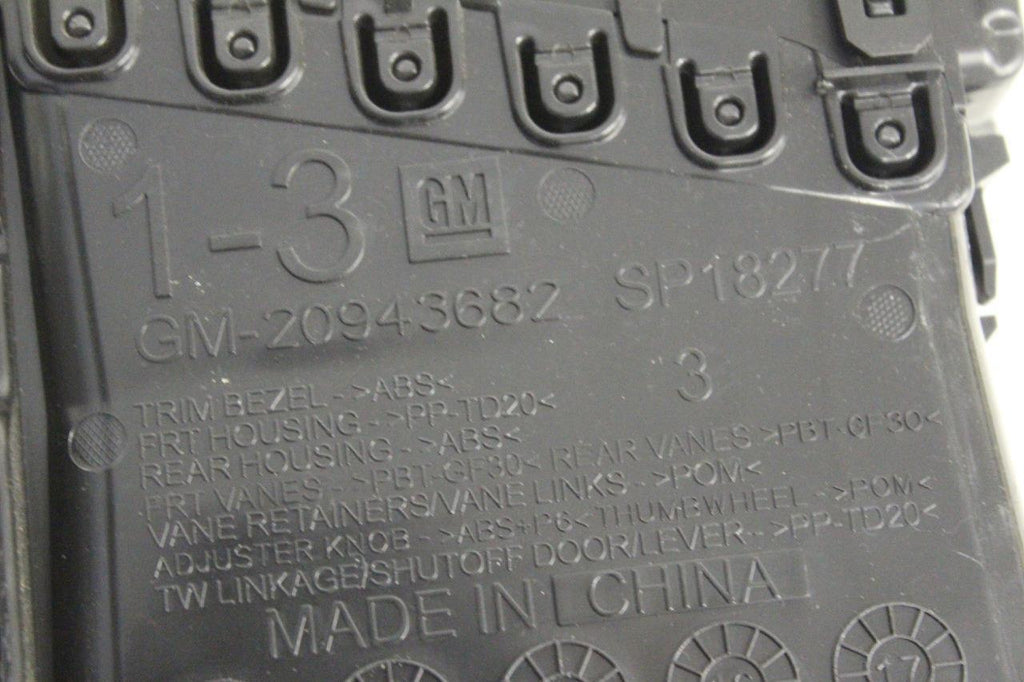 1-3 GM
GM-20943682 SP18277
3
TRIM BEZEL - >ABS<
FRT HOUSING - >PP-TD20<
REAR HOUSING - >ABS<
FRT VANES - >PBT-GF30< REAR VANES >PBT-GF30<
VANE RETAINERS/VANE LINKS - >POM<
ADJUSTER KNOB - >ABS+P6< THUMBWHEEL - >POM<
TW LINKAGE/SHUTOFF DOOR/LEVER - >PP-TD20<
MADE IN CHINA
16 17